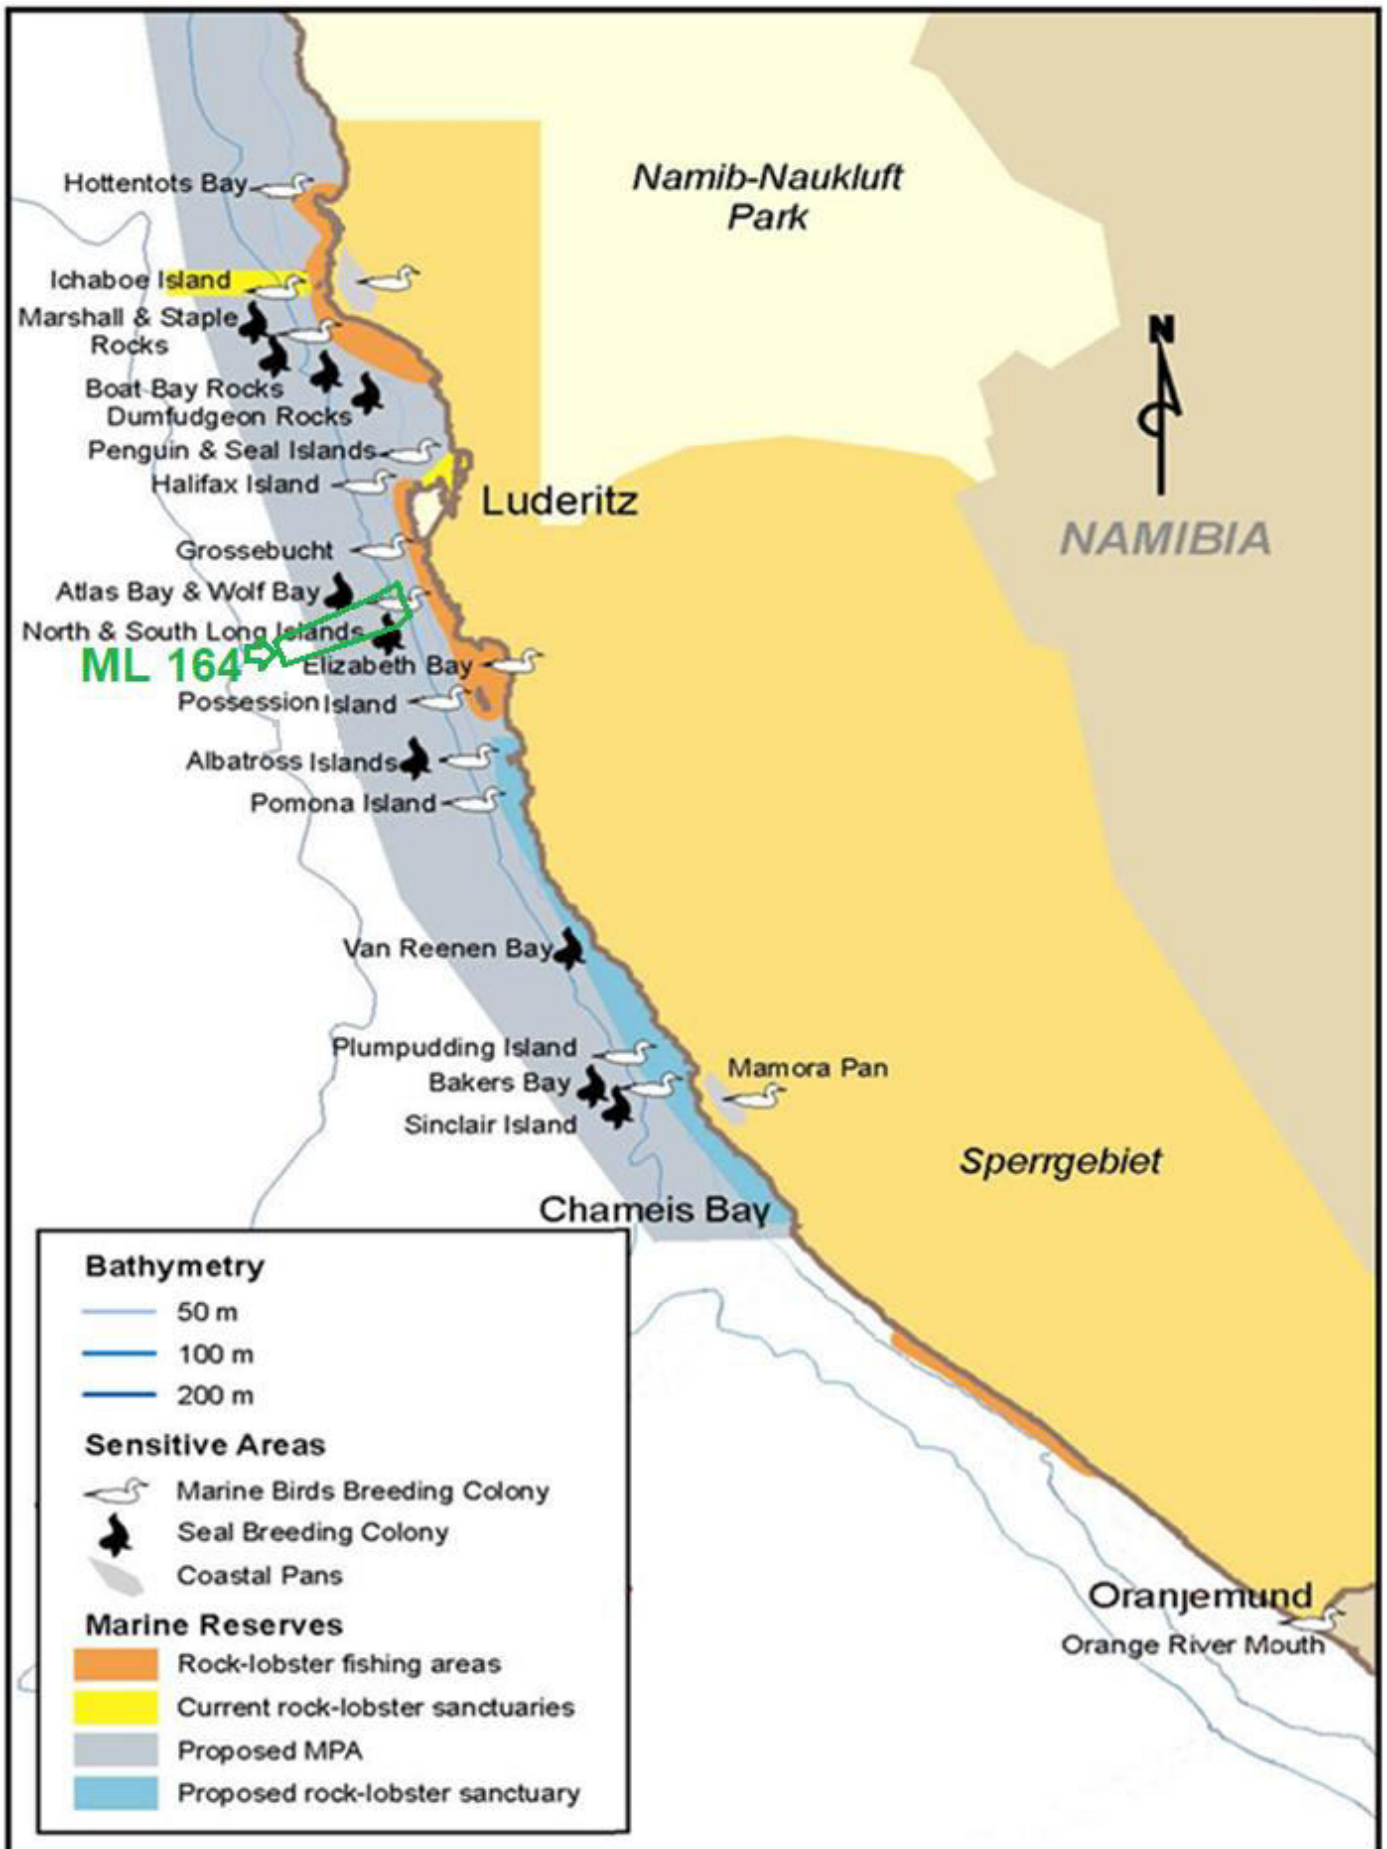 Namib-Naukluft
Park
Hottentots Bay
Ichaboe Island
Marshall & Staple
Rocks
N
Boat Bay Rocks
Dumfudgeon Rocks
Penguin & Seal Islands
Halifax Island
Luderitz
NAMIBIA
Grossebucht
Atlas Bay & Wolf Bay
North & South Long Islands
ML 164
Elizabeth Bay
Possession Island
Albatross Islands
Pomona Island
Van Reenen Bay
Plumpudding Island
Mamora Pan
Bakers Bay
Sinclair Island
Sperrgebiet
Chameis Bay
Bathymetry
50 m
100 m
200 m
Sensitive Areas
Marine Birds Breeding Colony
Seal Breeding Colony
Coastal Pans
Marine Reserves
Rock-lobster fishing areas
Current rock-lobster sanctuaries
Proposed MPA
Proposed rock-lobster sanctuary
Oranjemund
Orange River Mouth